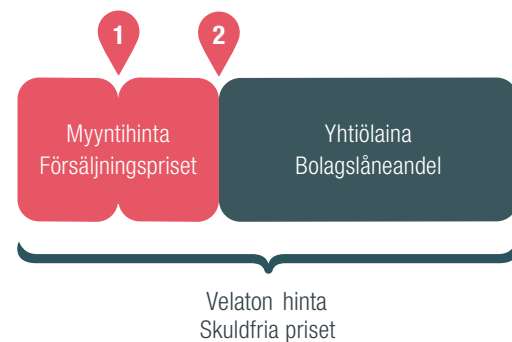 1
2
Myyntihinta
Försäljningspriset
Yhtiölaina
Bolagslåneandel
Velaton hinta
Skuldfria priset